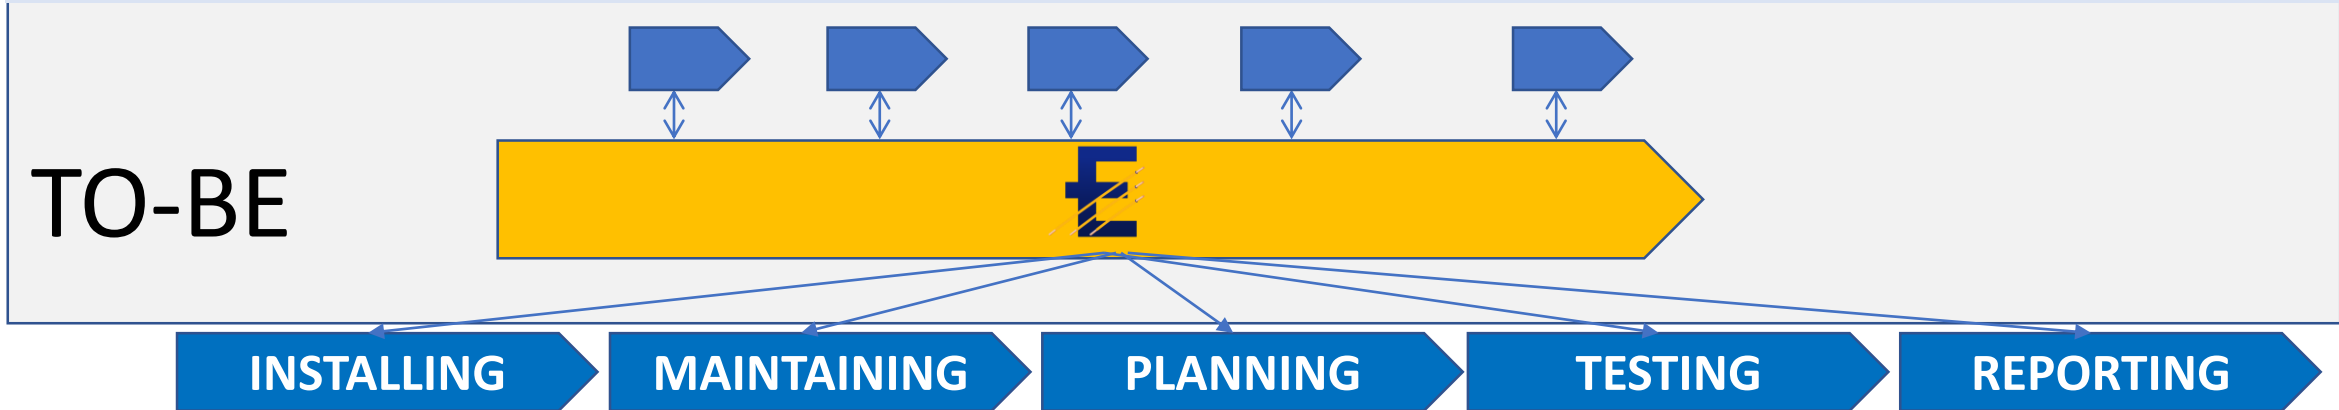 TO-BE
INSTALLING
MAINTAINING
PLANNING
TESTING
REPORTING